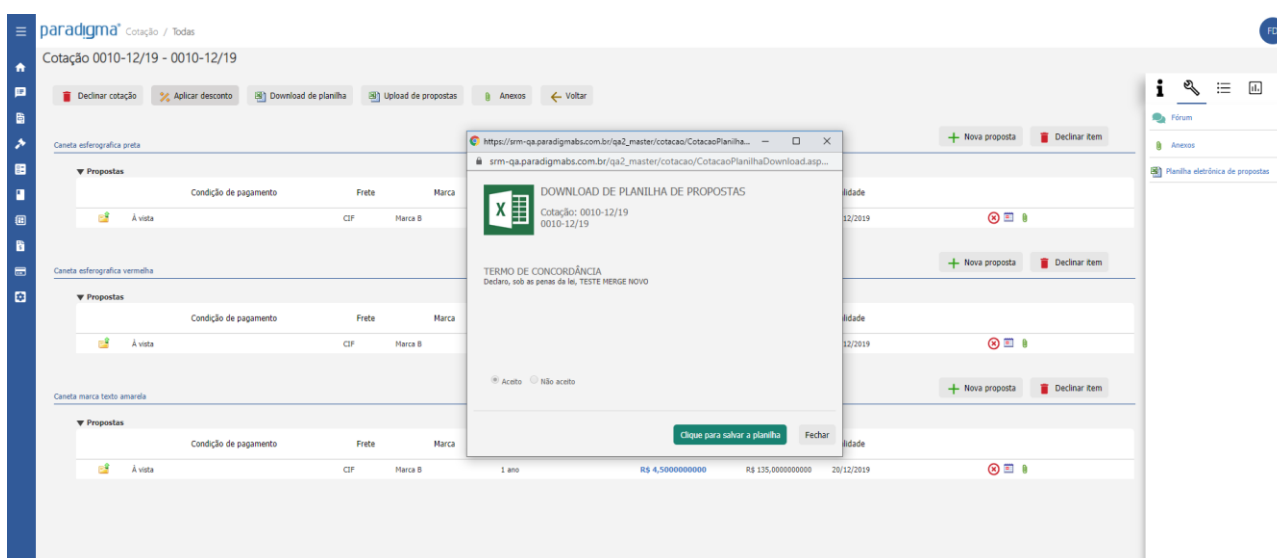 paradigma Cotação / Todas
FD
Cotação 0010-12/19 - 0010-12/19
Declinar cotação Aplicar desconto Download de planilha Upload de propostas Anexos Voltar
Fórum
Anexos
Planilha eletrônica de propostas
Caneta esferografica preta
Nova proposta Declinar item
Propostas
Condição de pagamento Frete Marca lidade
À vista CIF Marca B 12/2019
Caneta esferografica vermelha
Nova proposta Declinar item
Propostas
Condição de pagamento Frete Marca lidade
À vista CIF Marca B 12/2019
Caneta marca texto amarela
Nova proposta Declinar item
Propostas
Condição de pagamento Frete Marca lidade
À vista CIF Marca B 1 ano R$ 4,5000000000 R$ 135,0000000000 20/12/2019
https://srm-qa.paradigmabs.com.br/qa2_master/cotacao/CotacaoPlanilha...
srm-qa.paradigmabs.com.br/qa2_master/cotacao/CotacaoPlanilhaDownload.asp...
X
DOWNLOAD DE PLANILHA DE PROPOSTAS
Cotação: 0010-12/19
0010-12/19
TERMO DE CONCORDÂNCIA
Declaro, sob as penas da lei, TESTE MERGE NOVO
Aceito Não aceito
Clique para salvar a planilha Fechar